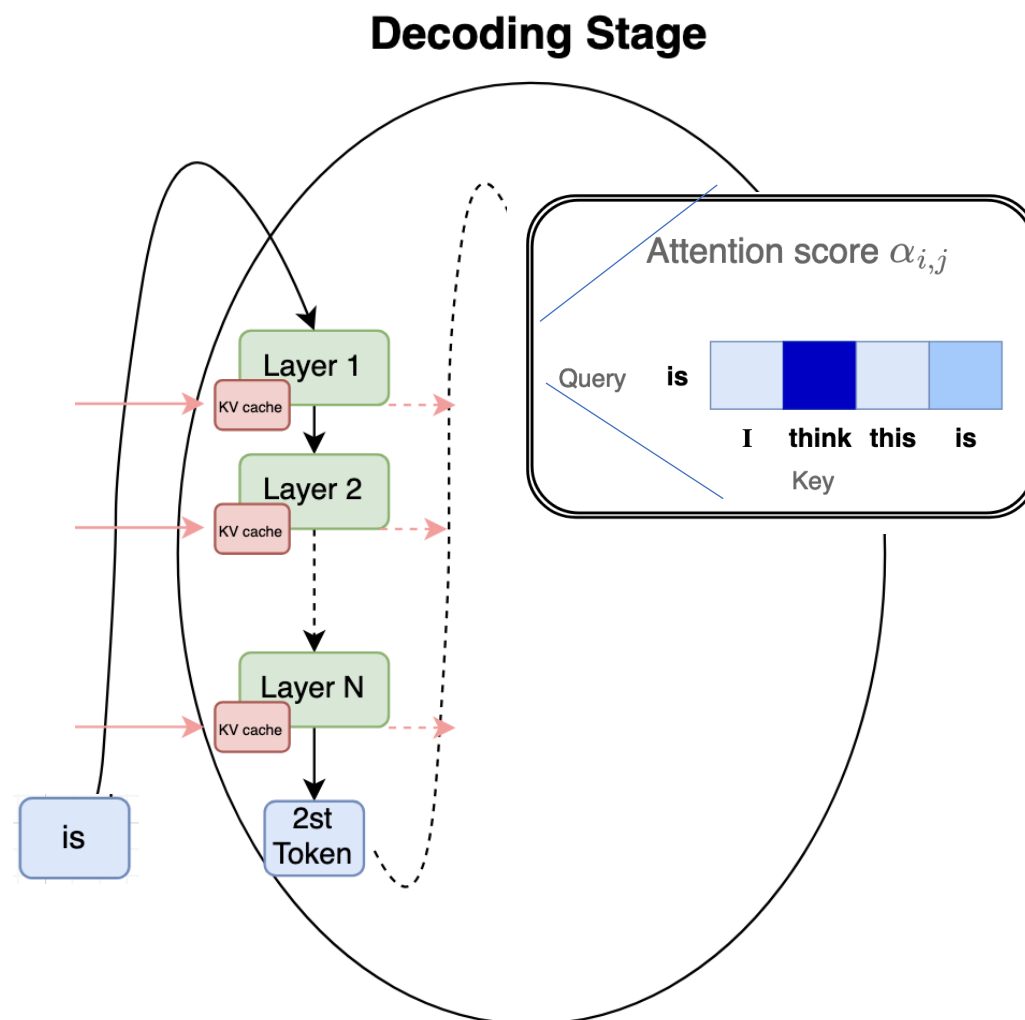 Decoding Stage
Attention score α_{i,j}
Layer 1
KV cache
Query
is
I think this is
Key
Layer 2
KV cache
Layer N
KV cache
is
2st
Token